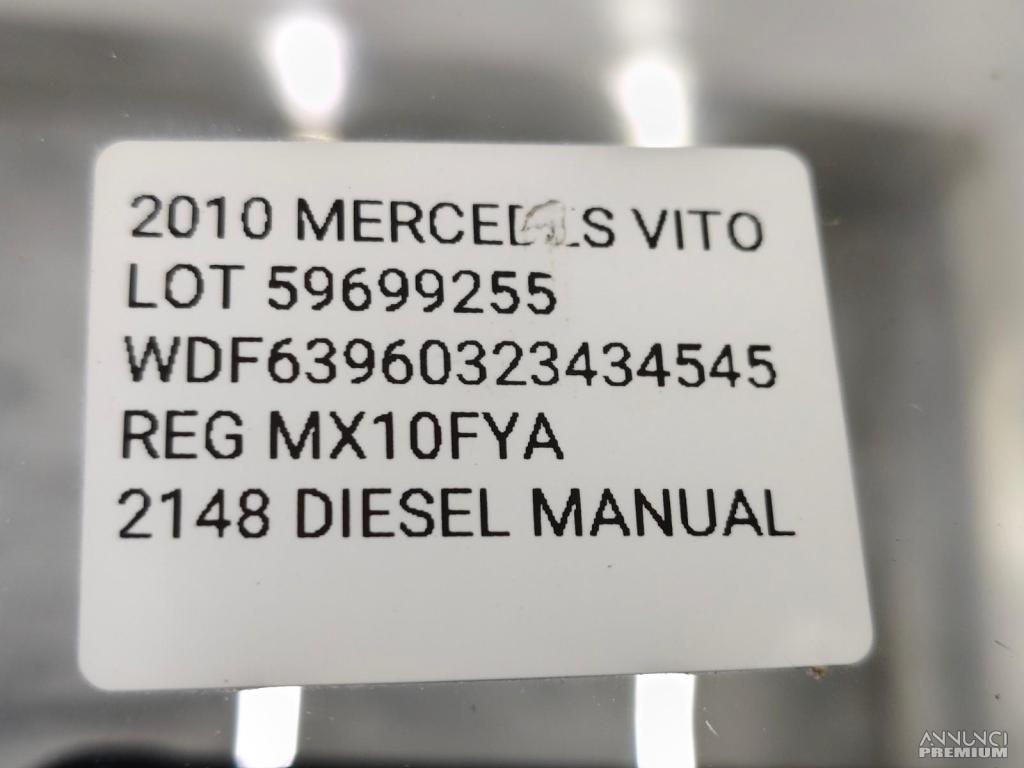 2010 MERCEDES VITO
LOT 59699255
WDF63960323434545
REG MX10FYA
2148 DIESEL MANUAL
ANNUNCI
PREMIUM